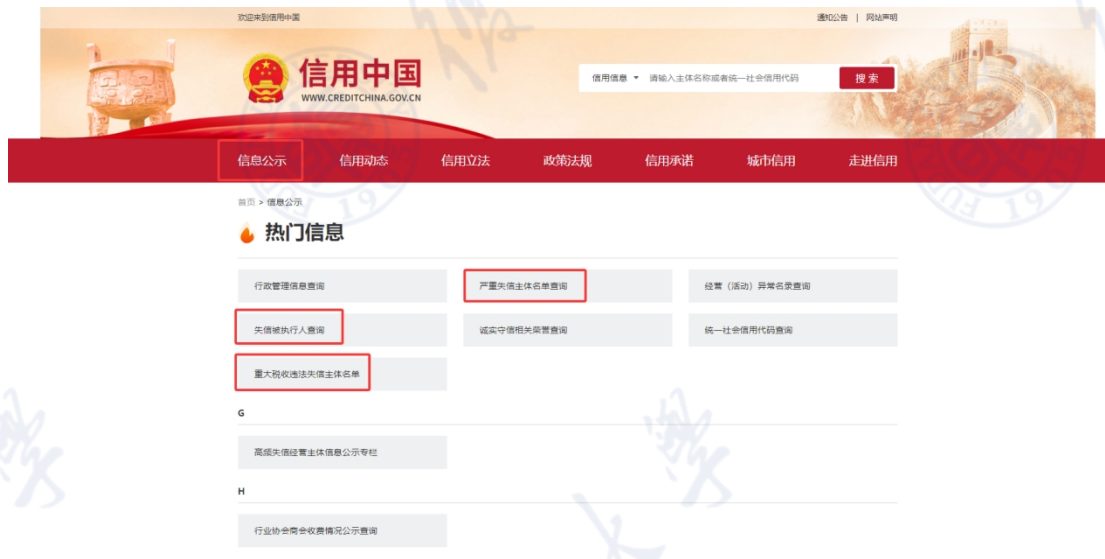 欢迎来到信用中国
通知公告 | 网站声明
信用中国
WWW.CREDITCHINA.GOV.CN
信用信息 请输入主体名称或者统一社会信用代码 搜索
信息公示 信用动态 信用立法 政策法规 信用承诺 城市信用 走进信用
首页 > 信息公示
热门信息
行政管理信息查询 严重失信主体名单查询 经营（活动）异常名录查询
失信被执行人查询 诚实守信相关荣誉查询 统一社会信用代码查询
重大税收违法失信主体名单
G
高频失信经营主体信息公示专栏
H
行业协会商会收费情况公示查询